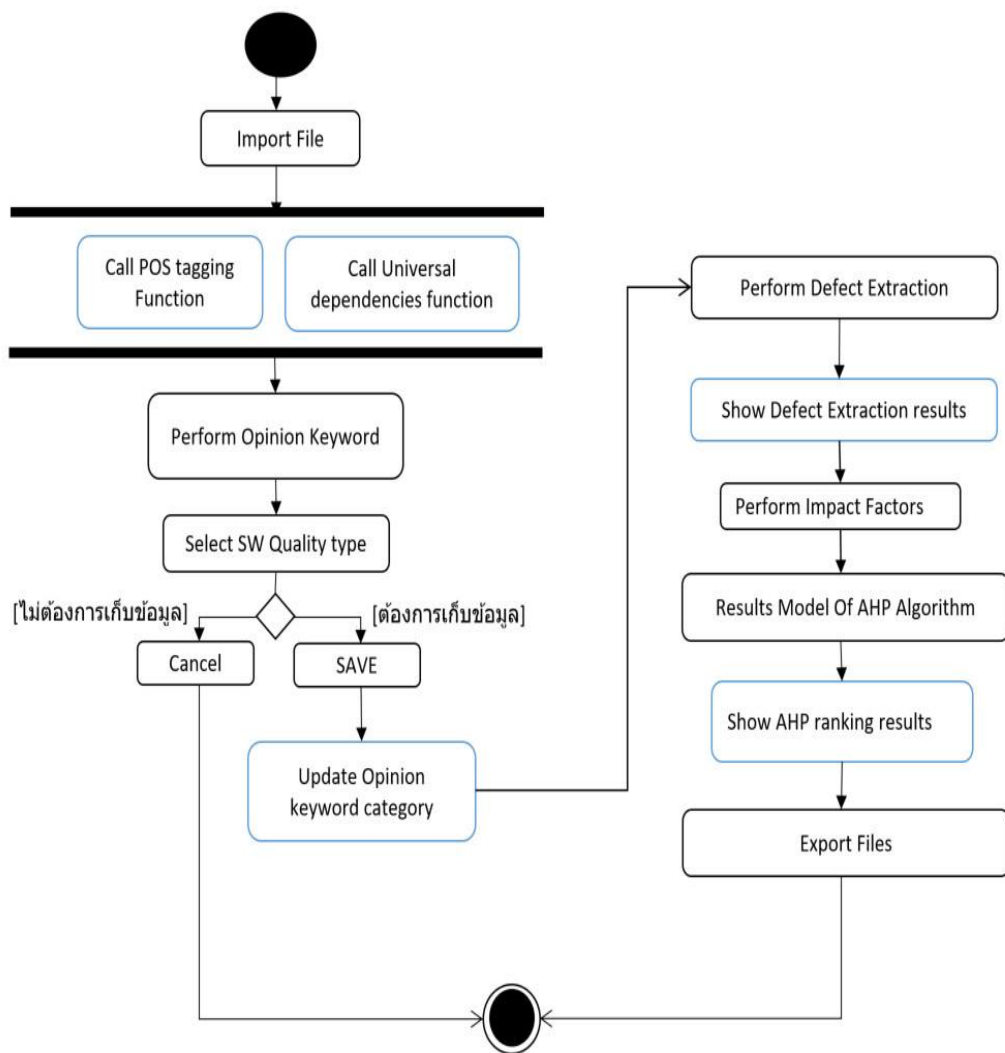 Import File
Call POS tagging
Function
Call Universal
dependencies function
Perform Opinion Keyword
Select SW Quality type
[ไม่ต้องการเก็บข้อมูล]
[ต้องการเก็บข้อมูล]
Cancel
SAVE
Update Opinion
keyword category
Perform Defect Extraction
Show Defect Extraction results
Perform Impact Factors
Results Model Of AHP Algorithm
Show AHP ranking results
Export Files